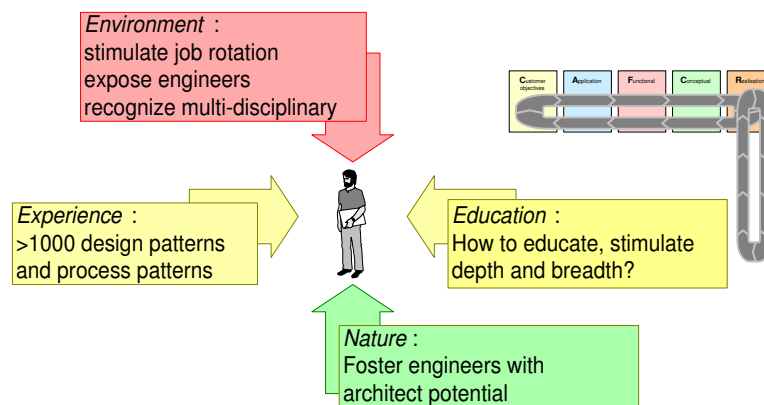 Environment :
stimulate job rotation
expose engineers
recognize multi-disciplinary
Customer
objectives
Application
Functional
Conceptual
Realisation
Experience :
>1000 design patterns
and process patterns
Education :
How to educate, stimulate
depth and breadth?
Nature :
Foster engineers with
architect potential